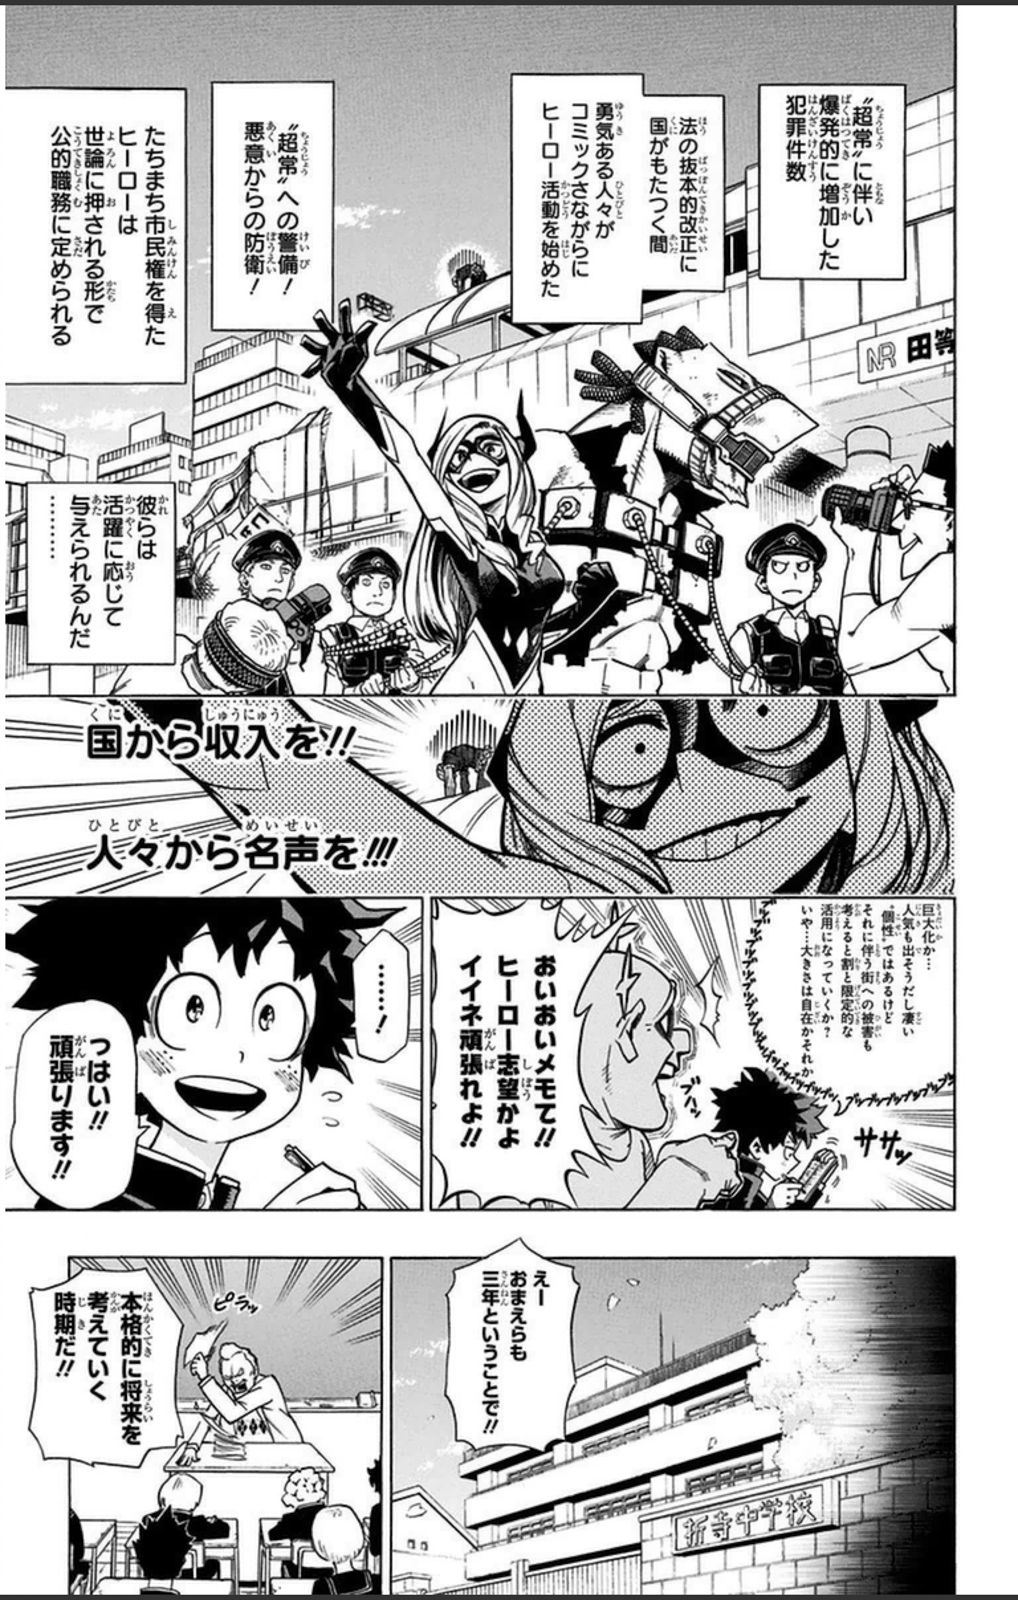 “超常”に伴い
爆発的に増加した
犯罪件数
法の抜本的改正に
国がもたつく間
勇気ある人々が
コミックさながらに
ヒーロー活動を始めた
“超常”への警備!
悪意からの防衛!
たちまち市民権を得た
ヒーローは
世論に押される形で
公的職務に定められる
NR 田等
彼らは
活躍に応じて
与えられるんだ
………
国から収入を!!
人々から名声を!!!
巨大化か…
人気も出そうだし凄い
“個性”ではあるけど
それに伴う街への被害も
考えると割と限定的な
活用になっていくか?
いや…大きさは自在かそれか
ブツブツブツブツ
ササッ
バッ
おいおいメモて!!
ヒーロー志望かよ
イイネ頑張れよ!!
……!
っはい!!
頑張ります!!
えー
おまえらも
三年ということで!!
折寺中学校
ピラッ
本格的に将来を
考えていく
時期だ!!